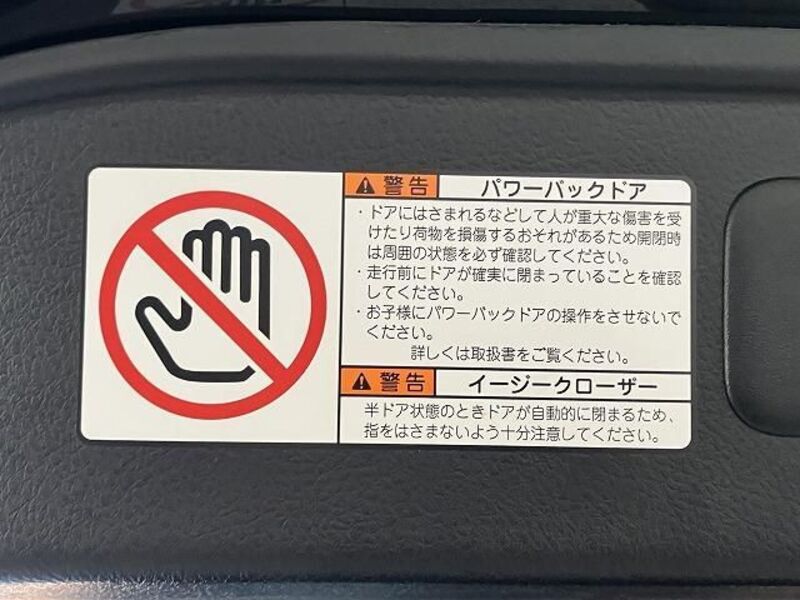 警告 パワーバックドア
・ドアにはさまれるなどして人が重大な傷害を受
けたり荷物を損傷するおそれがあるため開閉時
は周囲の状態を必ず確認してください。
・走行前にドアが確実に閉まっていることを確認
してください。
・お子様にパワーバックドアの操作をさせないで
ください。
詳しくは取扱書をご覧ください。
警告 イージークローザー
半ドア状態のときドアが自動的に閉まるため、
指をはさまないよう十分注意してください。